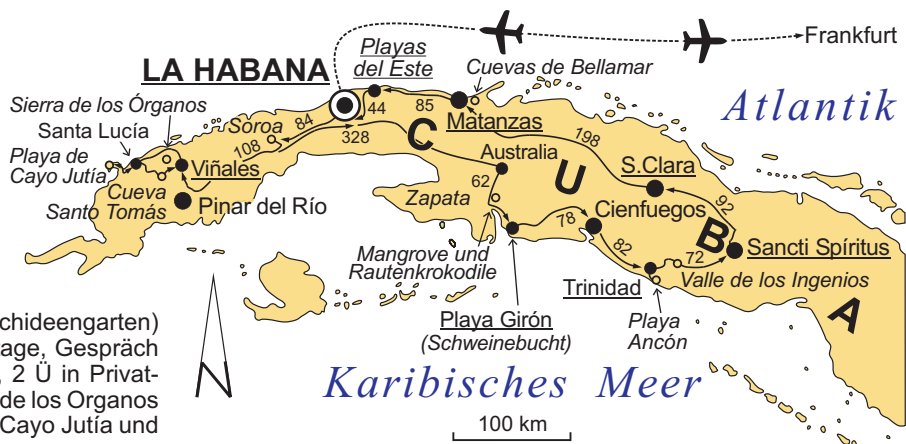 Frankfurt
Playas
del Este
LA HABANA
Cuevas de Bellamar
Atlantik
Sierra de los Órganos
Santa Lucía
Playa de
Cayo Jutía
Soroa
84
108
44
85
328
Matanzas
198
C
U
B
A
Viñales
Cueva
Santo Tomás
Pinar del Río
Australia
62
Zapata
S.Clara
92
Cienfuegos
78
82
72
Sancti Spíritus
Valle de los Ingenios
Mangrove und
Rautenkrokodile
Trinidad
Playa
Ancón
Playa Girón
(Schweinebucht)
Karibisches Meer
N
100 km
chideengarten)
tage, Gespräch
, 2 Ü in Privat-
de los Organos
Cayo Jutía und